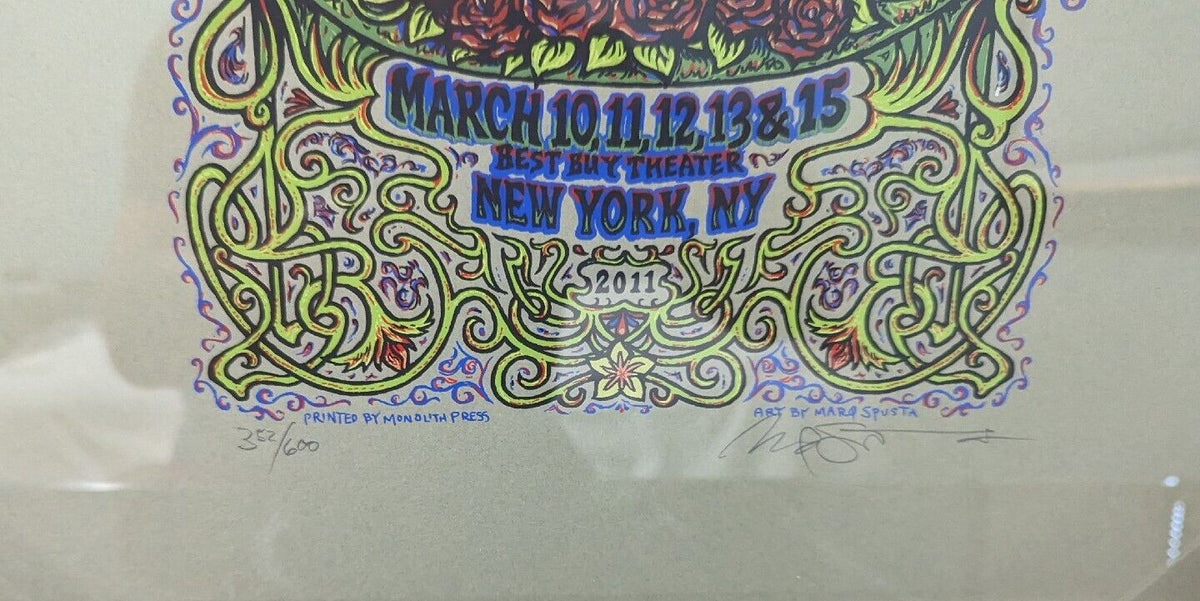 MARCH 10, 11, 12, 13 & 15
BEST BUY THEATER
NEW YORK, NY
2011
PRINTED BY MONOLITH PRESS
ART BY MARQ SPUSTA
352/600